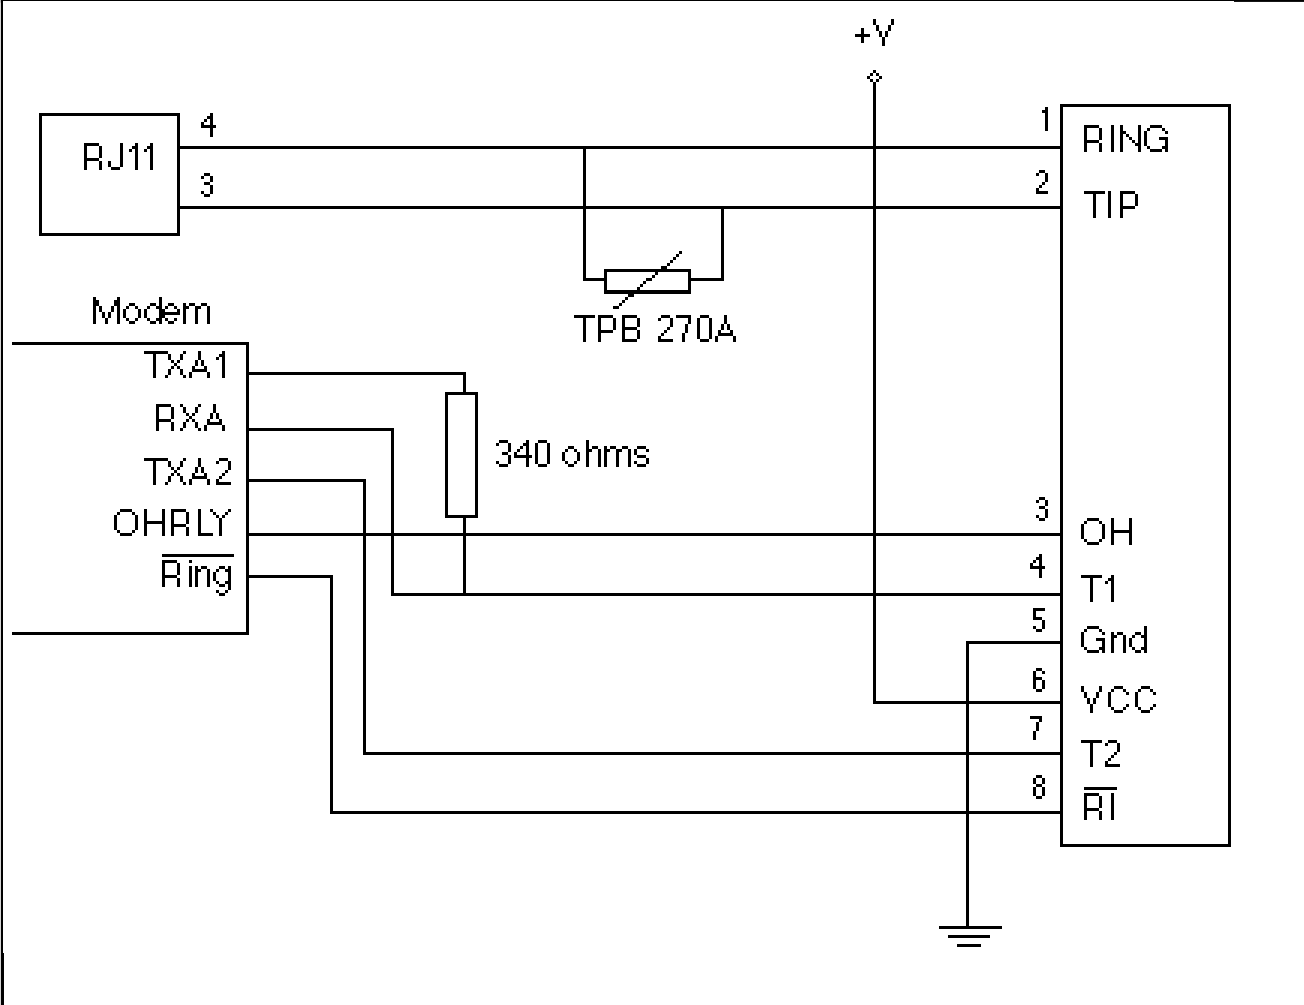 +V
4
1
RJ11
RING
3
2
TIP
TPB 270A
Modem
TXA1
RXA
340 ohms
TXA2
OHRLY
3
OH
Ring
4
T1
5
Gnd
6
VCC
7
T2
8
RI